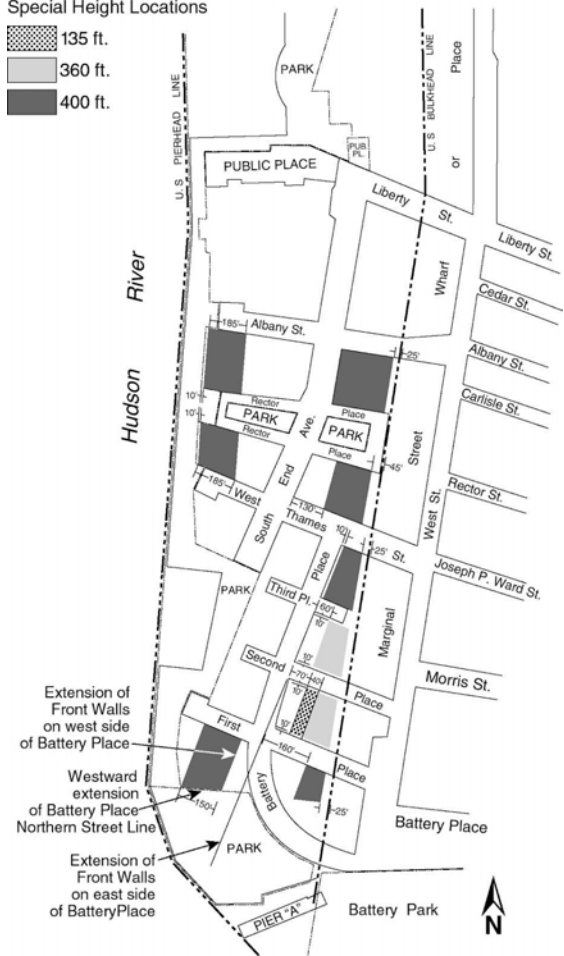 Special Height Locations
135 ft.
360 ft.
400 ft.
U. S PIERHEAD LINE
PARK
U.S BULKHEAD LINE
Place
or
PUB.
PL.
PUBLIC PLACE
Liberty St.
Liberty St.
Hudson River
Wharf
Cedar St.
185'
Albany St.
25'
Albany St.
Carlisle St.
10'
Rector
PARK
Place
10'
Rector
PARK
Place
South End Ave.
Street
45'
185'
West
Thames
St.
130'
10'
25'
West St.
Rector St.
Joseph P. Ward St.
PARK
Place
Third Pl.
60'
10'
Marginal
10'
Second
Place
70'
40'
10'
Morris St.
Extension of
Front Walls
on west side
of Battery Place
First
10'
160'
Place
Westward
extension
of Battery Place
Northern Street Line
150'
Battery
25'
Battery Place
PARK
Extension of
Front Walls
on east side
of BatteryPlace
PIER "A"
Battery Park
N